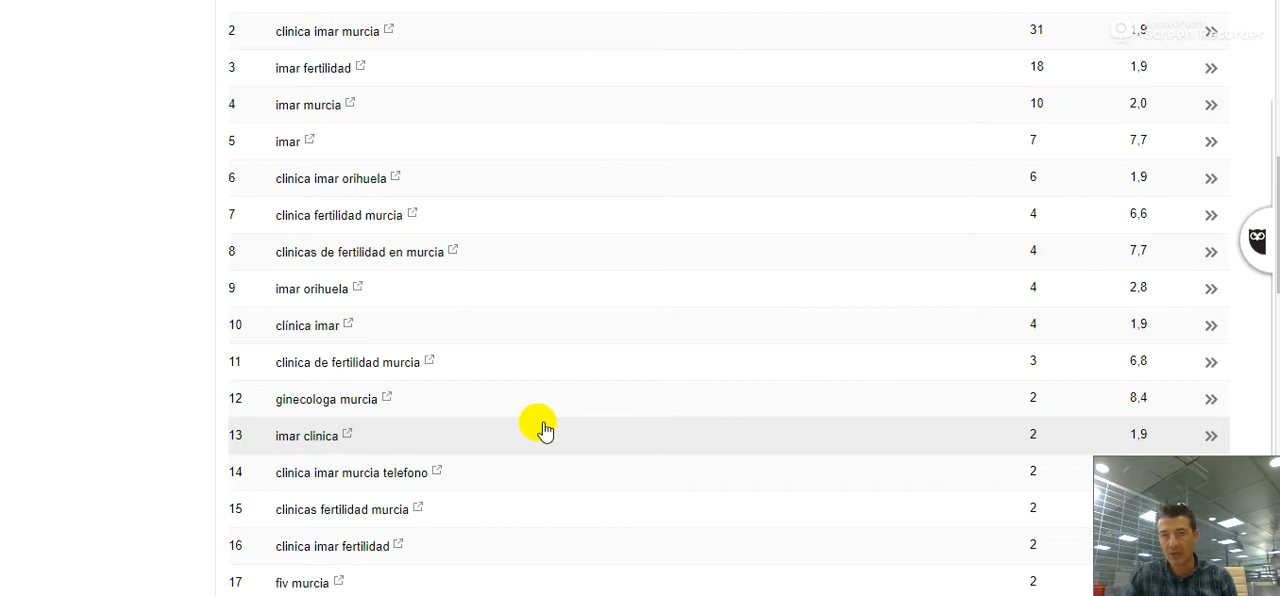 2 clinica imar murcia 31 1,9
3 imar fertilidad 18 1,9
4 imar murcia 10 2,0
5 imar 7 7,7
6 clinica imar orihuela 6 1,9
7 clinica fertilidad murcia 4 6,6
8 clinicas de fertilidad en murcia 4 7,7
9 imar orihuela 4 2,8
10 clínica imar 4 1,9
11 clinica de fertilidad murcia 3 6,8
12 ginecologa murcia 2 8,4
13 imar clinica 2 1,9
14 clinica imar murcia telefono 2
15 clinicas fertilidad murcia 2
16 clinica imar fertilidad 2
17 fiv murcia 2
Screen Recorder